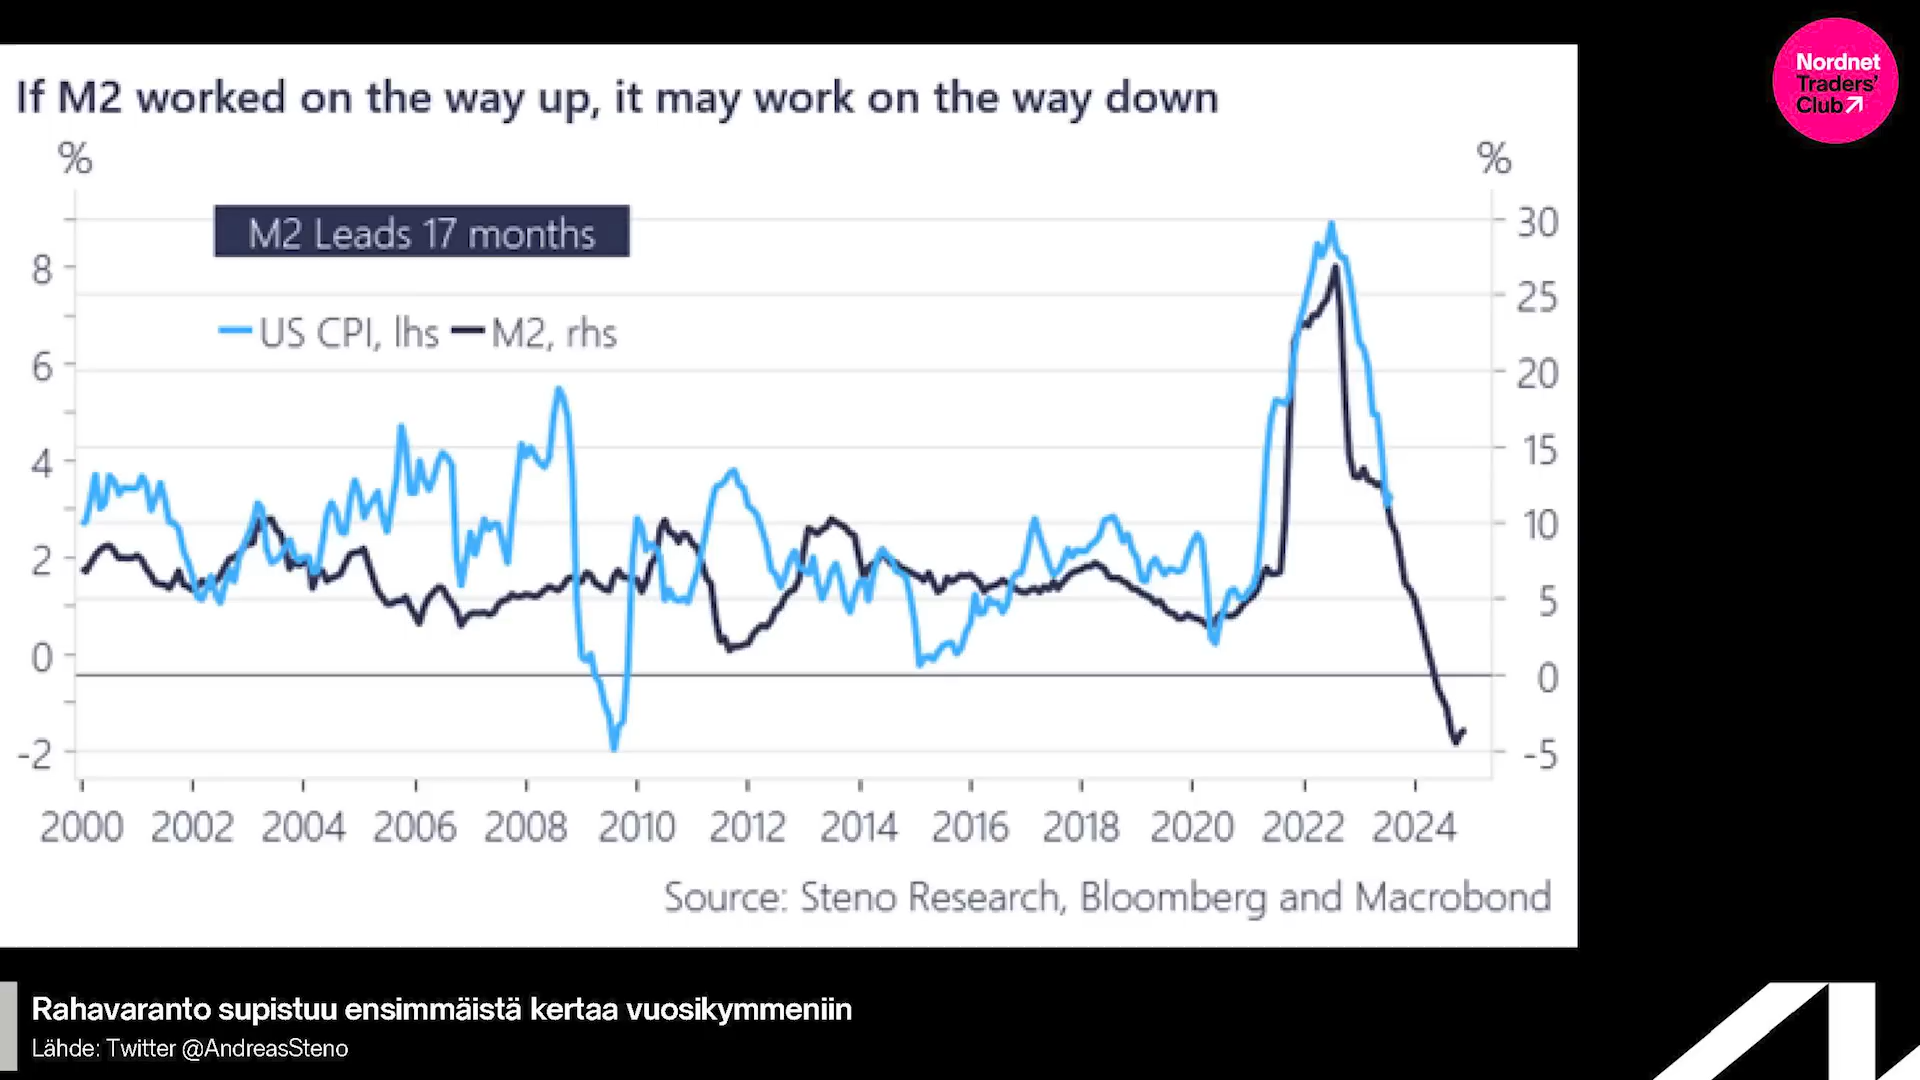 Nordnet
Traders'
Club
If M2 worked on the way up, it may work on the way down
% %
M2 Leads 17 months
US CPI, lhs M2, rhs
8
6
4
2
0
-2
30
25
20
15
10
5
0
-5
2000 2002 2004 2006 2008 2010 2012 2014 2016 2018 2020 2022 2024
Source: Steno Research, Bloomberg and Macrobond
Rahavaranto supistuu ensimmäistä kertaa vuosikymmeniin
Lähde: Twitter @AndreasSteno